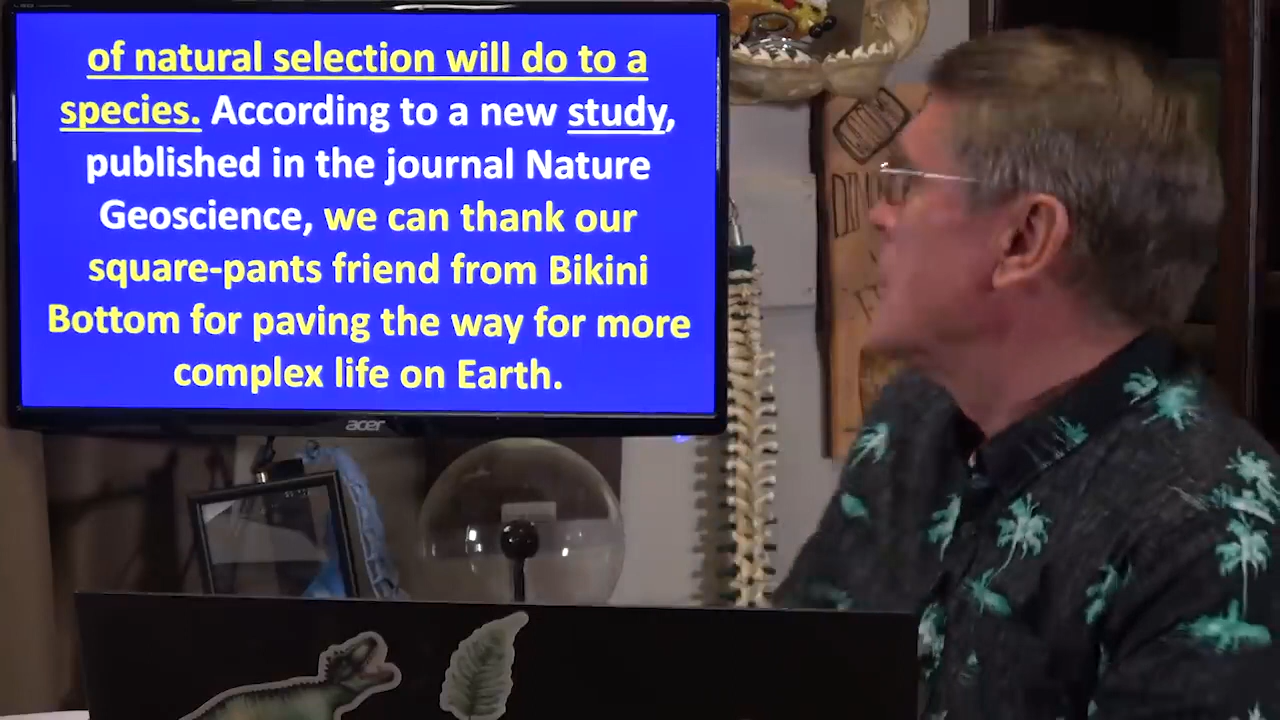 of natural selection will do to a
species. According to a new study,
published in the journal Nature
Geoscience, we can thank our
square-pants friend from Bikini
Bottom for paving the way for more
complex life on Earth.
acer